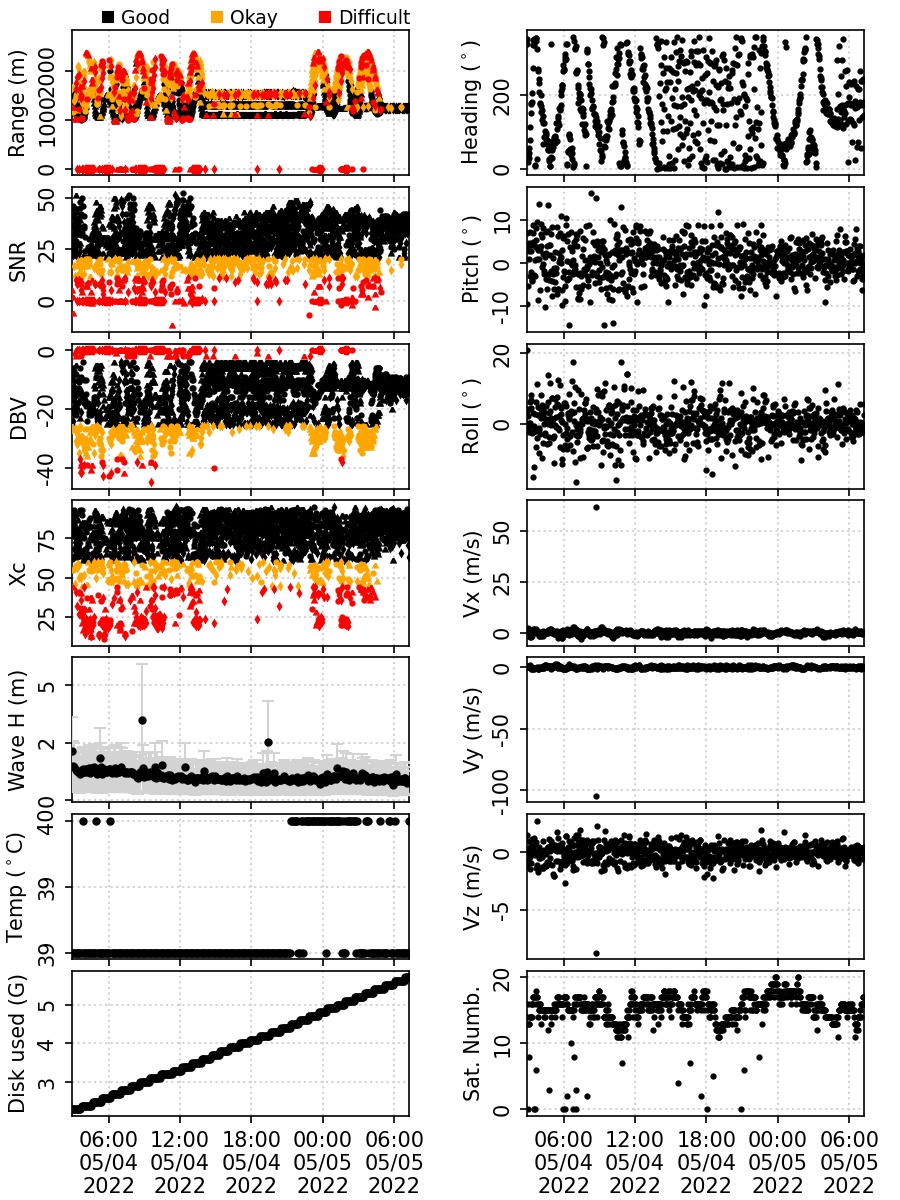 Good Okay Difficult
Range (m)
0 1000 2000
Heading (°)
0 200
SNR
0 25 50
Pitch (°)
-10 0 10
DBV
-40 -20 0
Roll (°)
0 20
Xc
25 50 75
Vx (m/s)
0 25 50
Wave H (m)
0 2 5
Vy (m/s)
-100 -50 0
Temp (°C)
39 39 40
Vz (m/s)
-5 0
Disk used (G)
3 4 5
Sat. Numb.
0 10 20
06:00 12:00 18:00 00:00 06:00
05/04 05/04 05/04 05/05 05/05
2022 2022 2022 2022 2022
06:00 12:00 18:00 00:00 06:00
05/04 05/04 05/04 05/05 05/05
2022 2022 2022 2022 2022